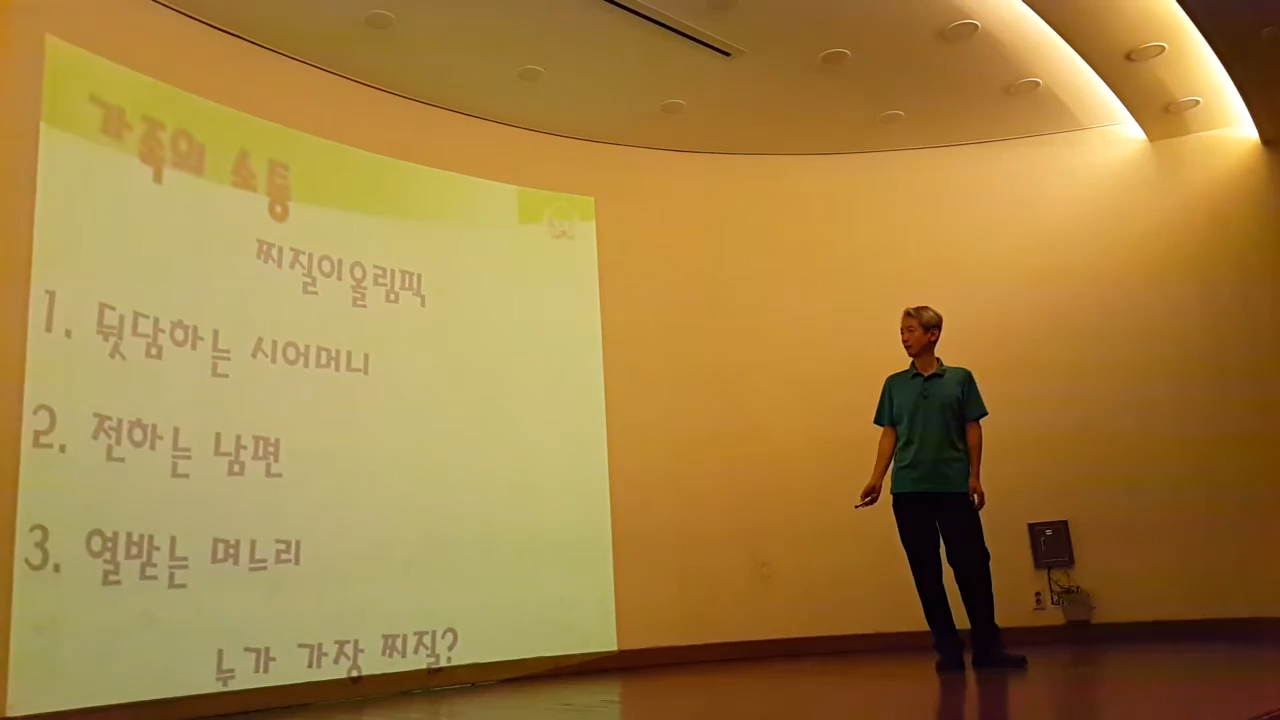 가족의 소통
찌질이올림픽
1. 뒷담하는 시어머니
2. 전하는 남편
3. 열받는 며느리
누가 가장 찌질?